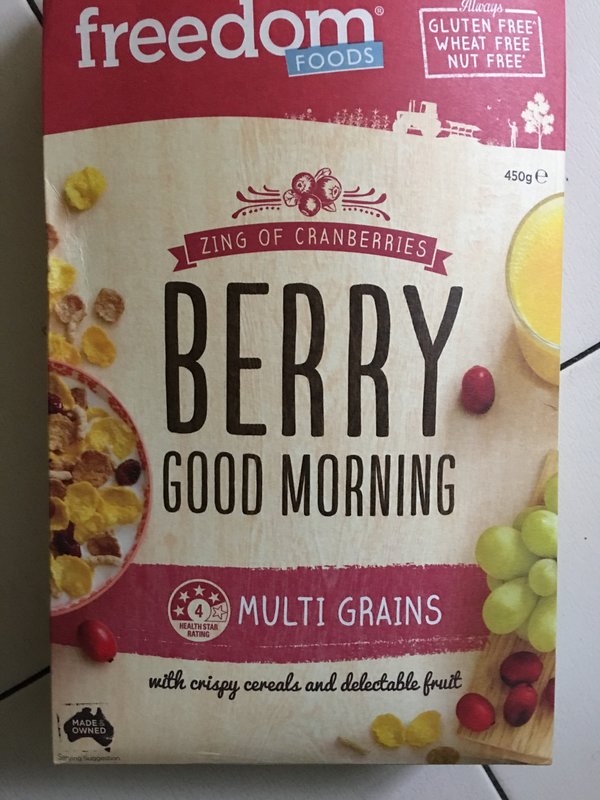 freedom®
FOODS
Always
GLUTEN FREE^
WHEAT FREE
NUT FREE*
450g e
ZING OF CRANBERRIES
BERRY
GOOD MORNING
4
HEALTH STAR
RATING
MULTI GRAINS
with crispy cereals and delectable fruit
MADE &
OWNED
Serving Suggestion